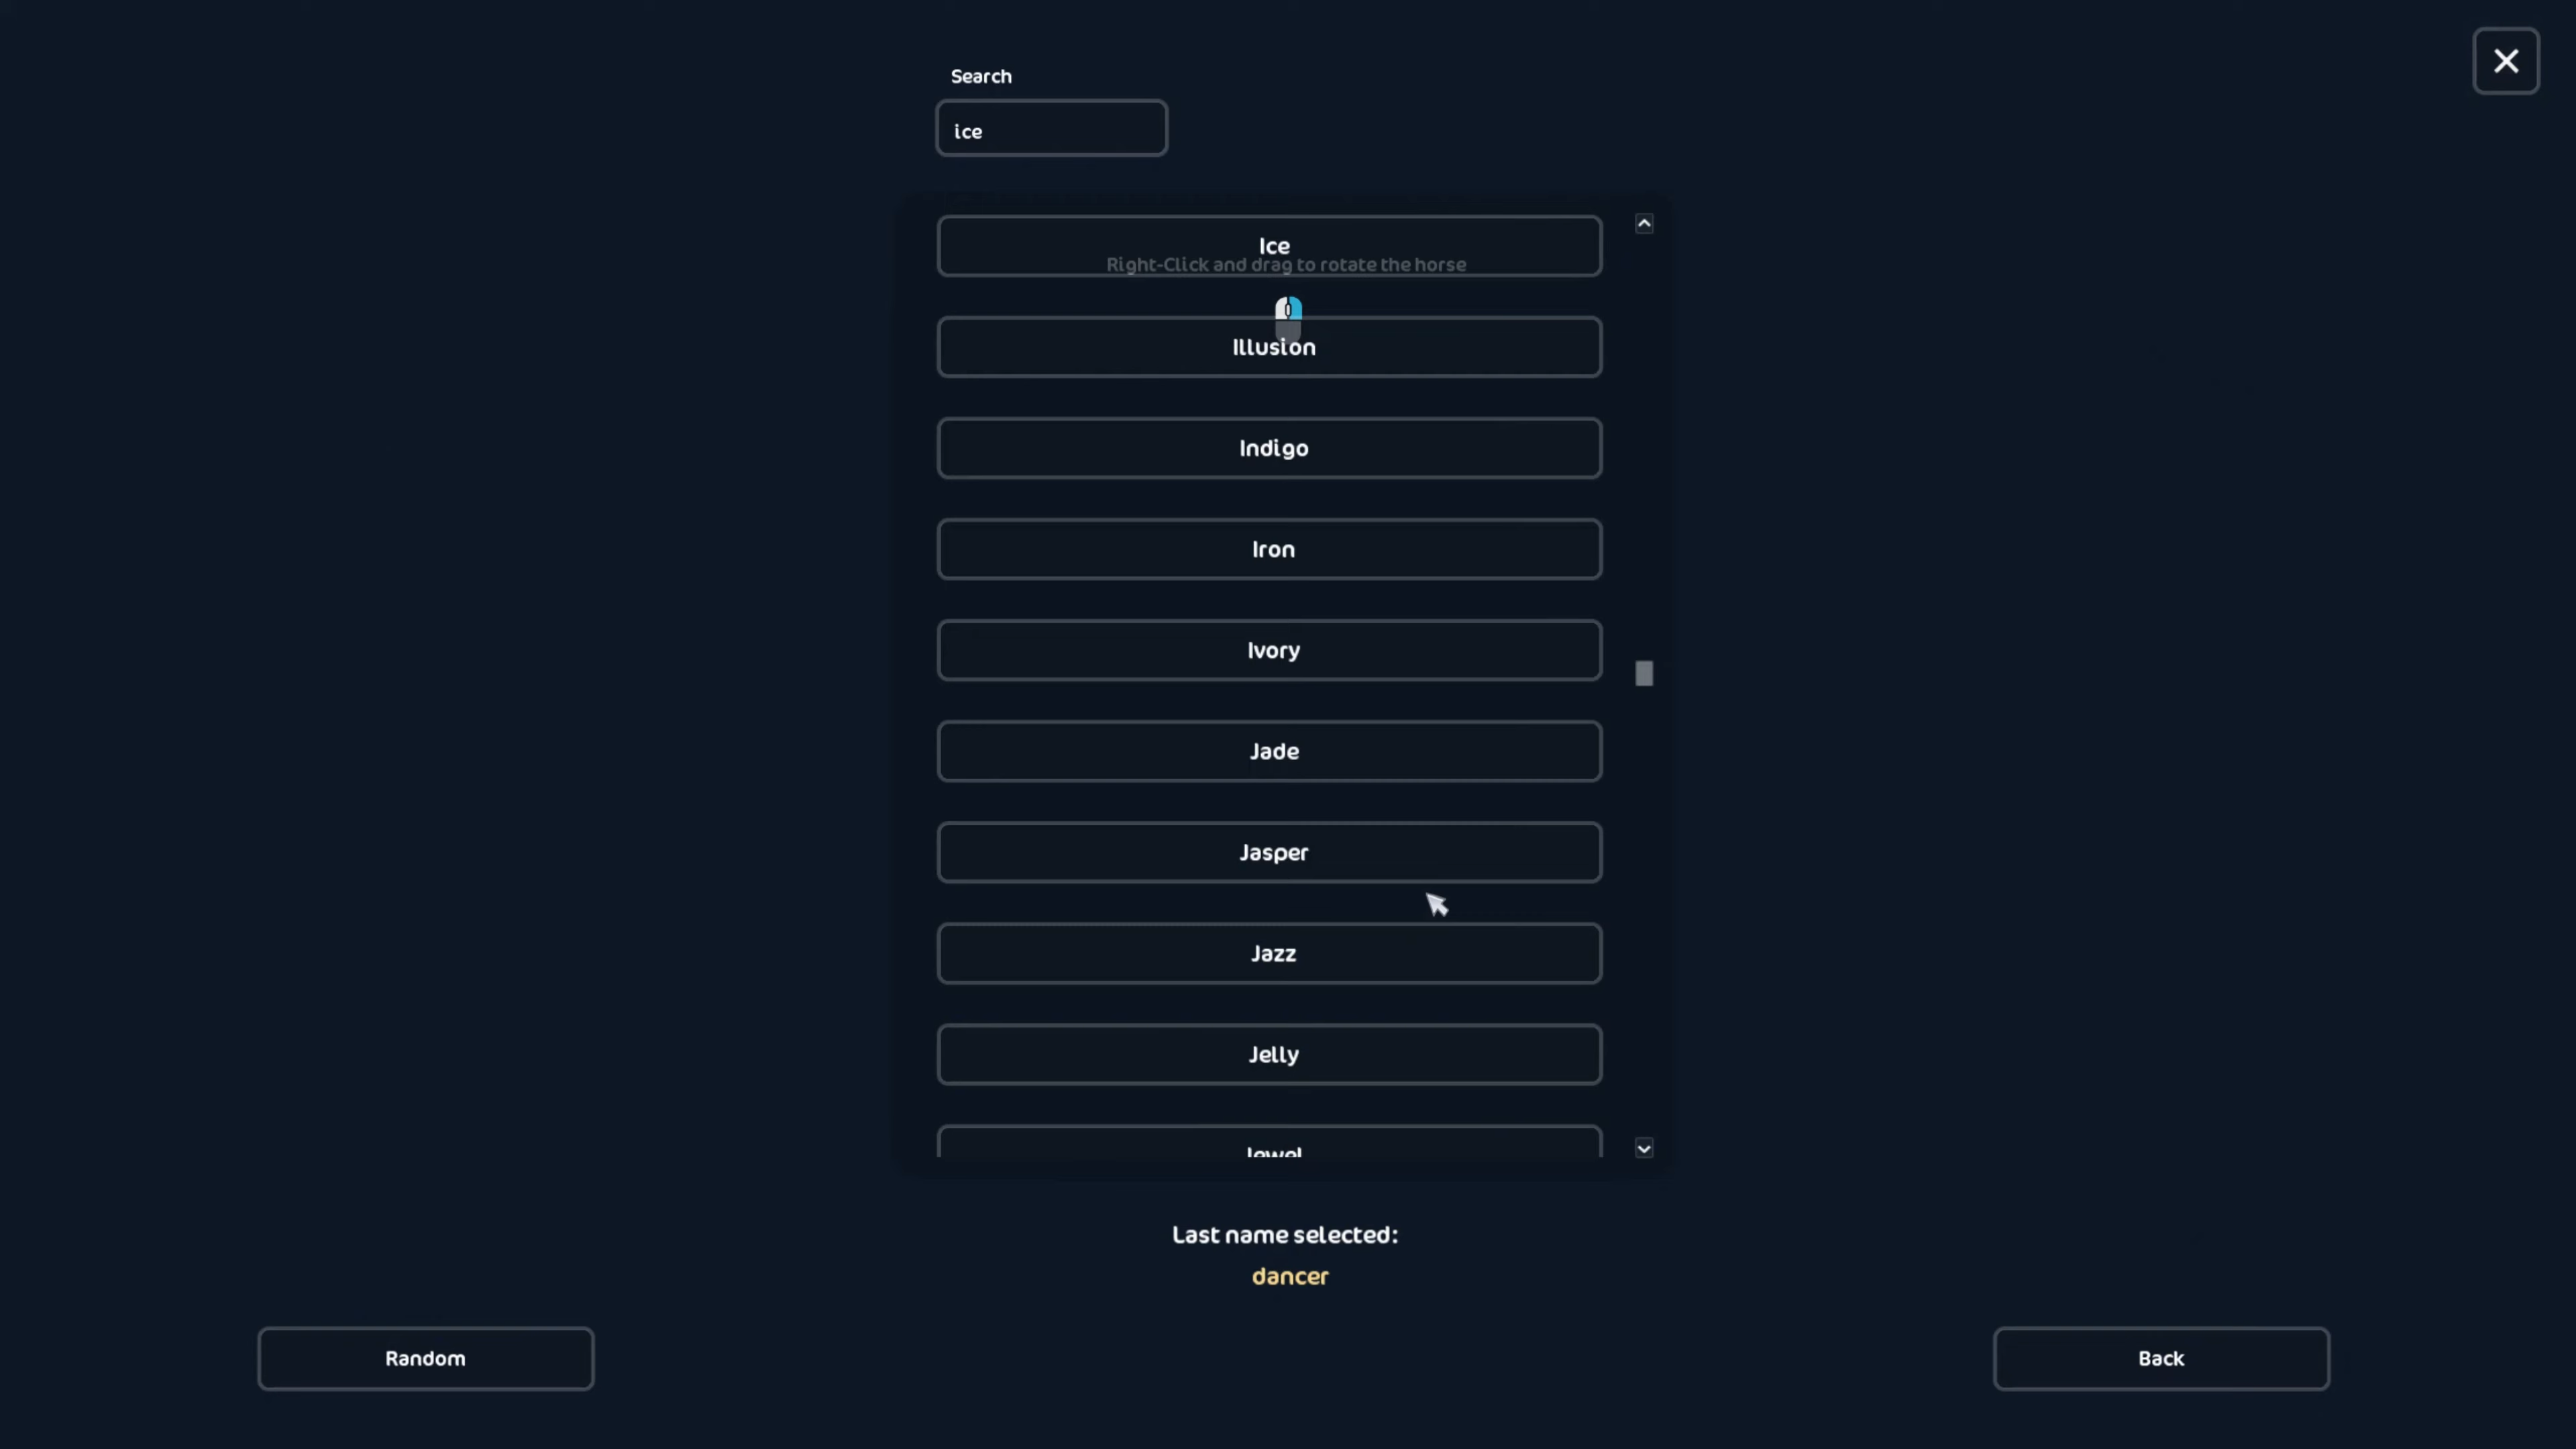 Search
ice
Ice
Right-Click and drag to rotate the horse
Illusion
Indigo
Iron
Ivory
Jade
Jasper
Jazz
Jelly
Jewel
Last name selected:
dancer
Random
Back